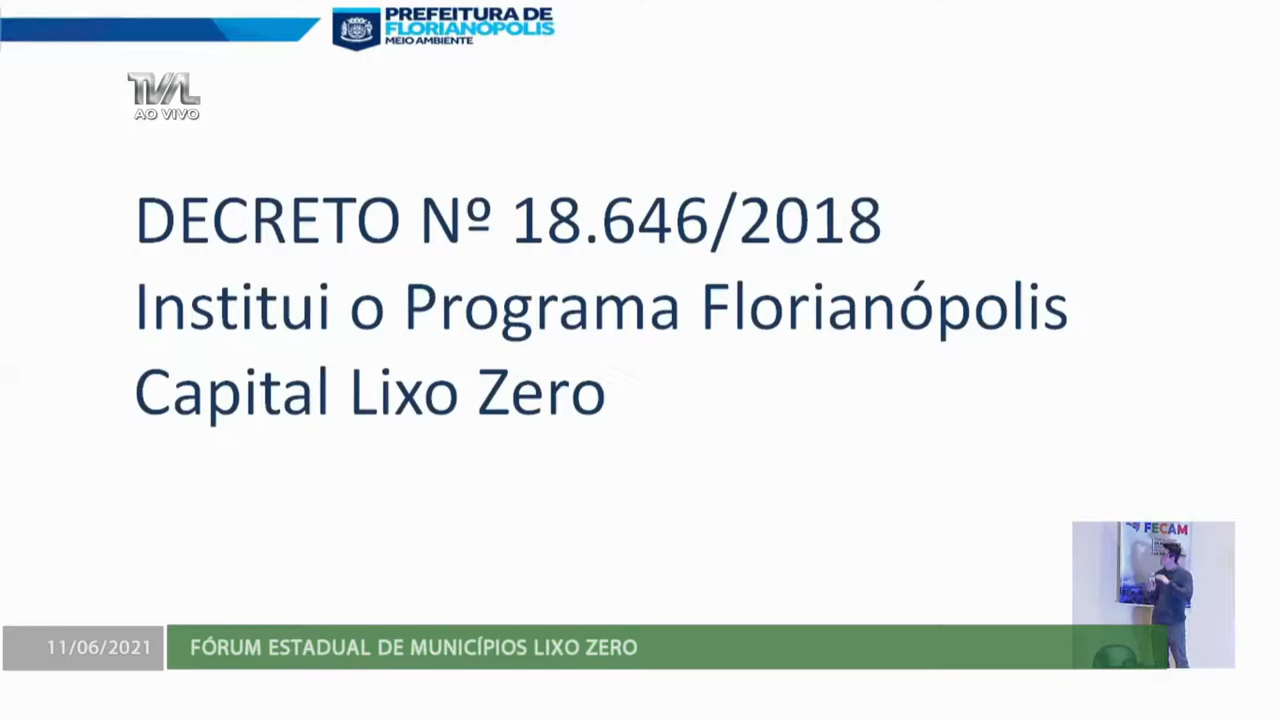 PREFEITURA DE
FLORIANÓPOLIS
MEIO AMBIENTE
TVAL
AO VIVO
DECRETO Nº 18.646/2018
Institui o Programa Florianópolis
Capital Lixo Zero
FECAM
11/06/2021
FÓRUM ESTADUAL DE MUNICÍPIOS LIXO ZERO